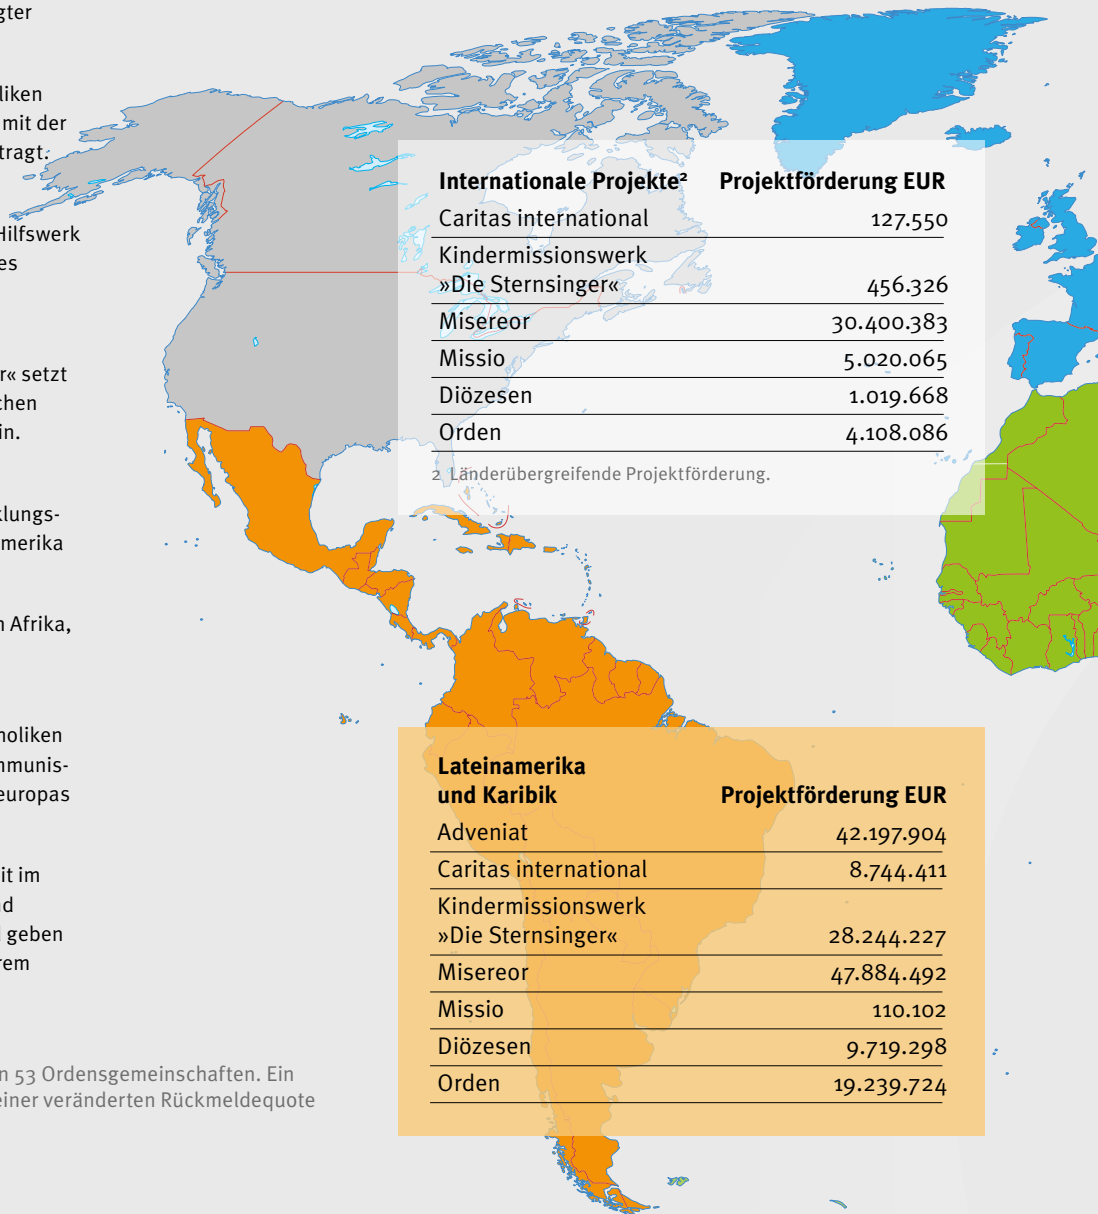 gter
liken
mit der
tragt.
Hilfswerk
es
r« setzt
chen
in.
klungs-
merika
n Afrika,
holiken
mmunis-
europas
it im
nd
geben
rem
n 53 Ordensgemeinschaften. Ein
einer veränderten Rückmeldequote
Internationale Projekte² Projektförderung EUR
Caritas international 127.550
Kindermissionswerk
»Die Sternsinger« 456.326
Misereor 30.400.383
Missio 5.020.065
Diözesen 1.019.668
Orden 4.108.086
2 Länderübergreifende Projektförderung.
Lateinamerika
und Karibik Projektförderung EUR
Adveniat 42.197.904
Caritas international 8.744.411
Kindermissionswerk
»Die Sternsinger« 28.244.227
Misereor 47.884.492
Missio 110.102
Diözesen 9.719.298
Orden 19.239.724